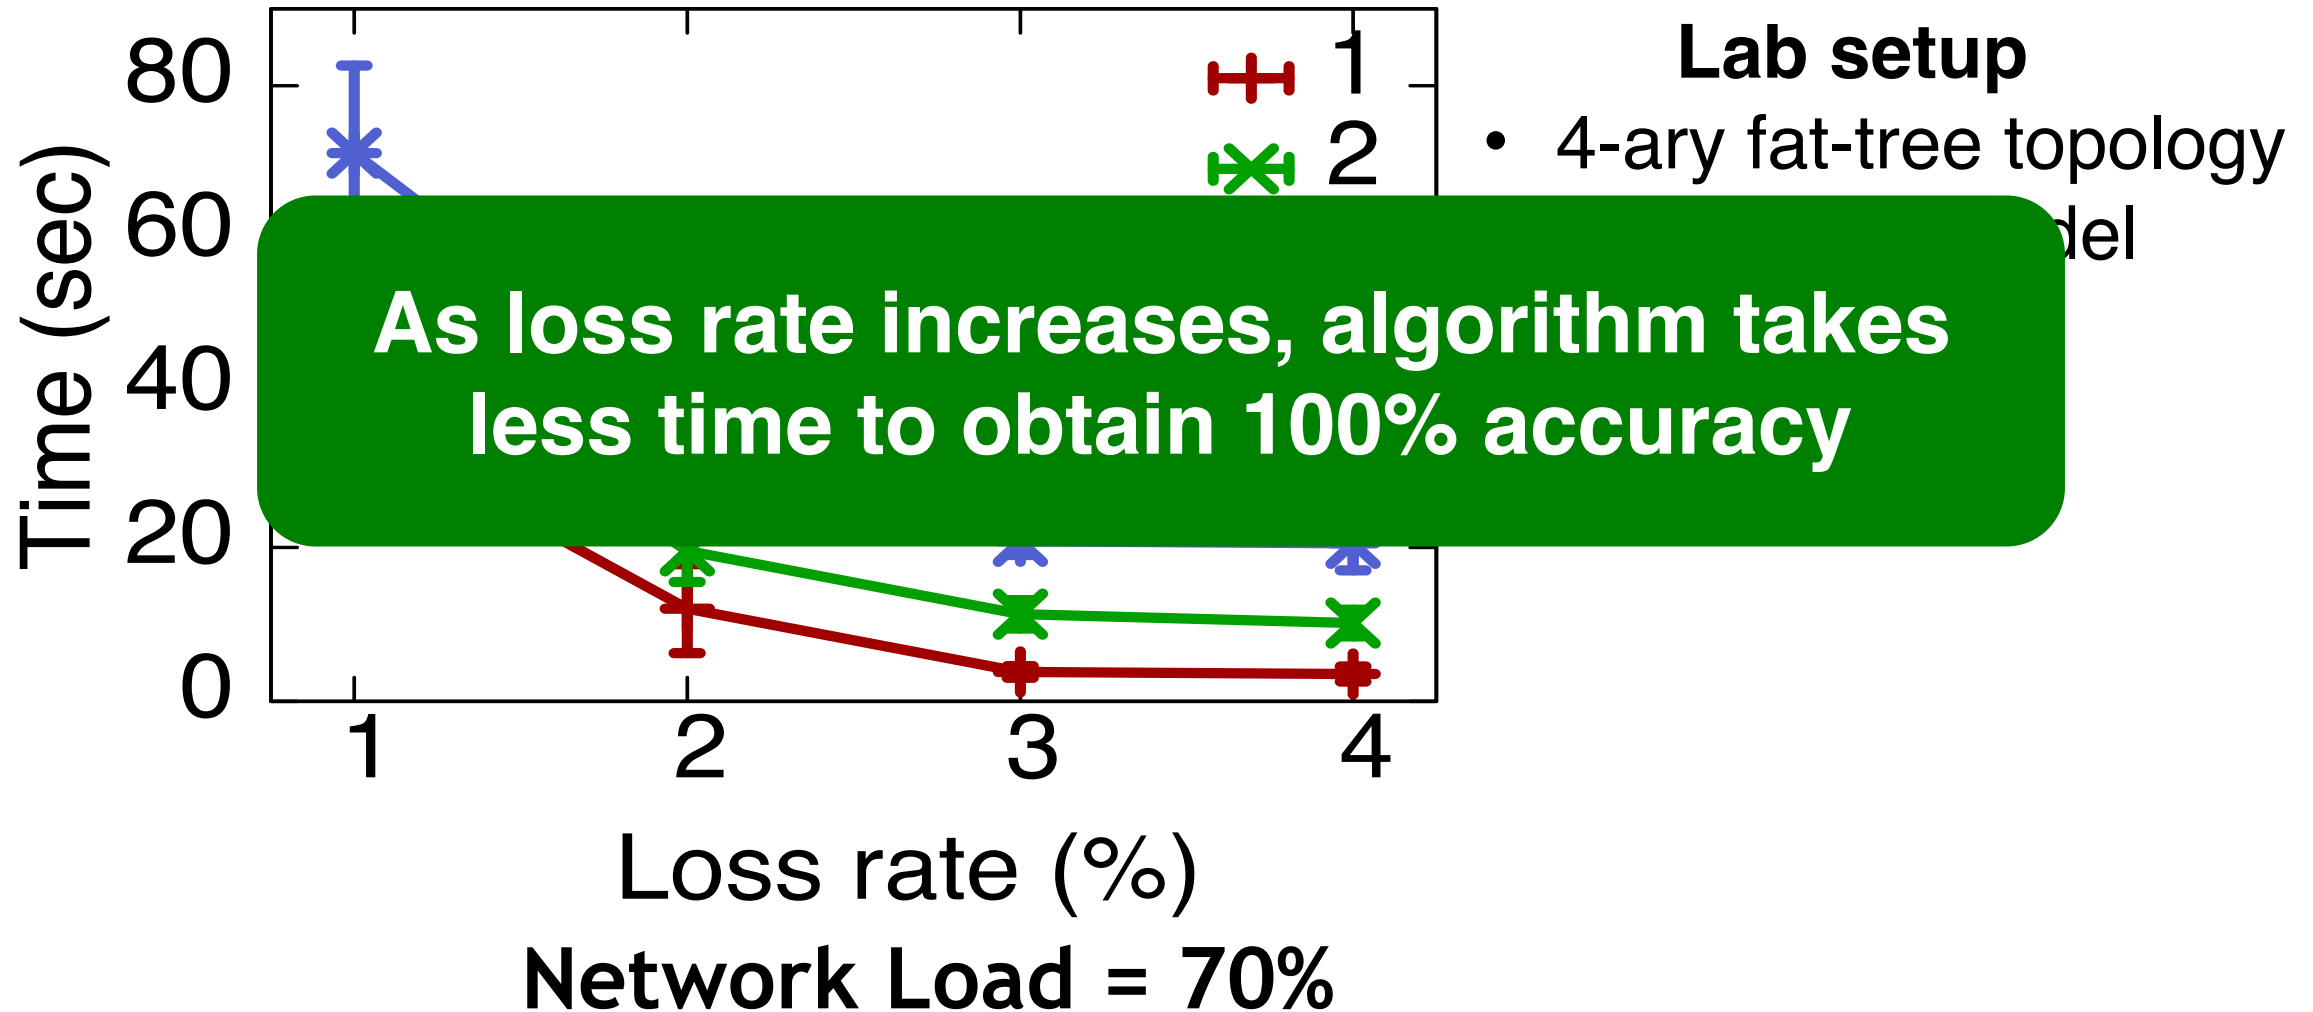 80
60
40
20
0
Time (sec)
1
2
1
2
3
4
Loss rate (%)
Network Load = 70%
Lab setup
• 4-ary fat-tree topology
As loss rate increases, algorithm takes
less time to obtain 100% accuracy